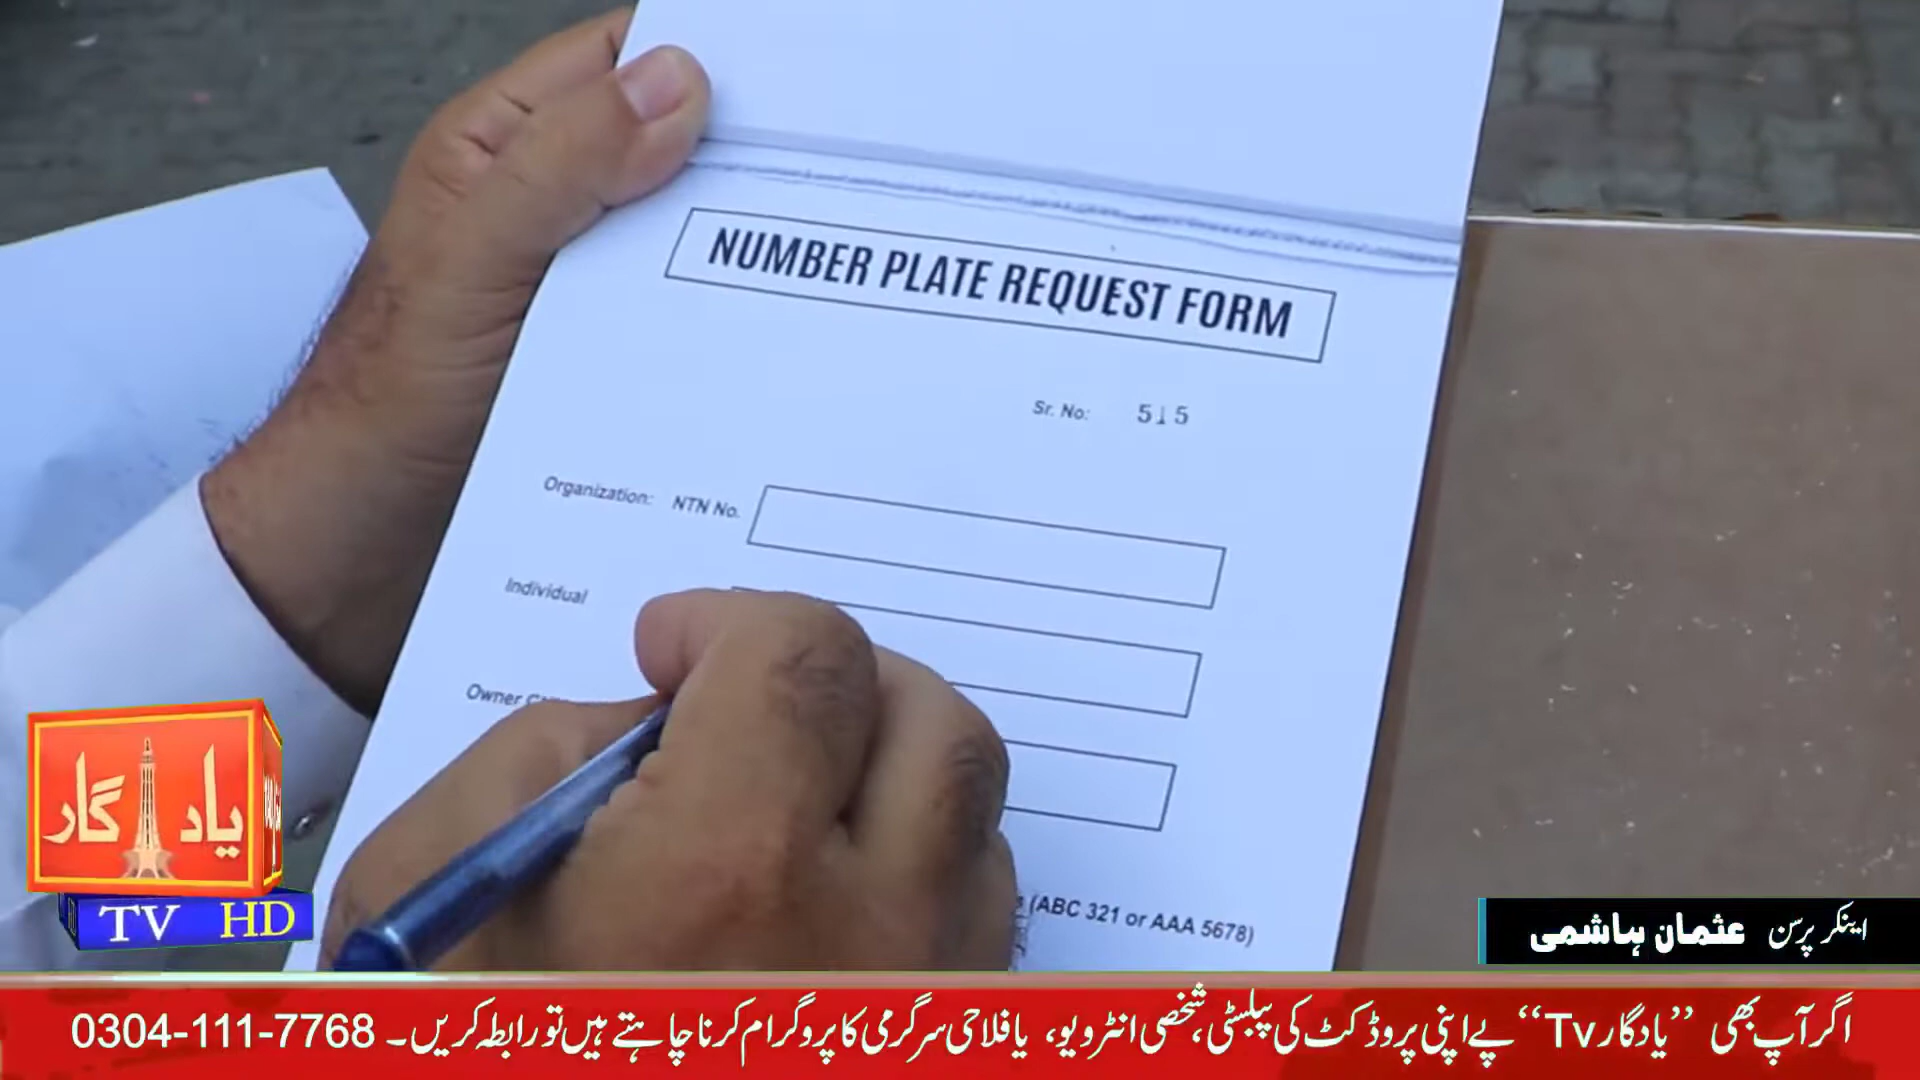 NUMBER PLATE REQUEST FORM
Sr. No: 515
Organization: NTN No.
Individual
Owner
(ABC 321 or AAA 5678)
یادگار
TV HD
اینکر پرسن عثمان ہاشمی
اگر آپ بھی ”یادگار Tv“ پے اپنی پروڈکٹ کی پبلسٹی، شخصی انٹرویو، یا فلاحی سرگرمی کا پروگرام کرنا چاہتے ہیں تو رابطہ کریں۔ 0304-111-7768